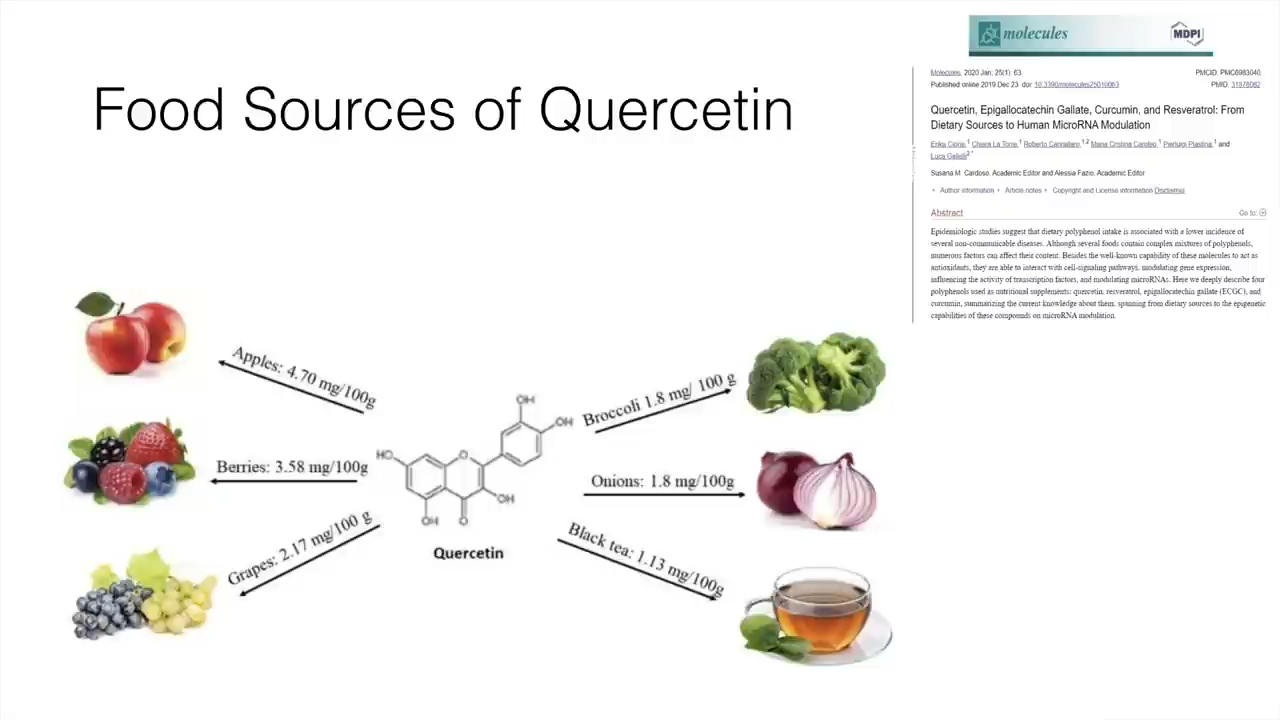 Food Sources of Quercetin
molecules
MDPI
Molecules. 2020 Jan; 25(1): 63.
PMCID: PMC6983040
Published online 2019 Dec 23. doi: 10.3390/molecules25010063
PMID: 31878082
Quercetin, Epigallocatechin Gallate, Curcumin, and Resveratrol: From
Dietary Sources to Human MicroRNA Modulation
Erika Cione,1 Chiara La Torre,1 Roberto Cannataro,1,2 Maria Cristina Caroleo,1 Pierluigi Plastina,1 and
Luca Gallelli3,*
Susana M. Cardoso, Academic Editor and Alessia Fazio, Academic Editor
Author information Article notes Copyright and License information Disclaimer
Abstract
Go to:
Epidemiologic studies suggest that dietary polyphenol intake is associated with a lower incidence of
several non-communicable diseases. Although several foods contain complex mixtures of polyphenols,
numerous factors can affect their content. Besides the well-known capability of these molecules to act as
antioxidants, they are able to interact with cell-signaling pathways, modulating gene expression,
influencing the activity of transcription factors, and modulating microRNAs. Here we deeply describe four
polyphenols used as nutritional supplements: quercetin, resveratrol, epigallocatechin gallate (ECGC), and
curcumin, summarizing the current knowledge about them, spanning from dietary sources to the epigenetic
capabilities of these compounds on microRNA modulation.
Apples: 4.70 mg/100g
Berries: 3.58 mg/100g
Grapes: 2.17 mg/100 g
OH
OH
HO
O
OH
OH
O
Quercetin
Broccoli 1.8 mg/ 100 g
Onions: 1.8 mg/100g
Black tea: 1.13 mg/100g